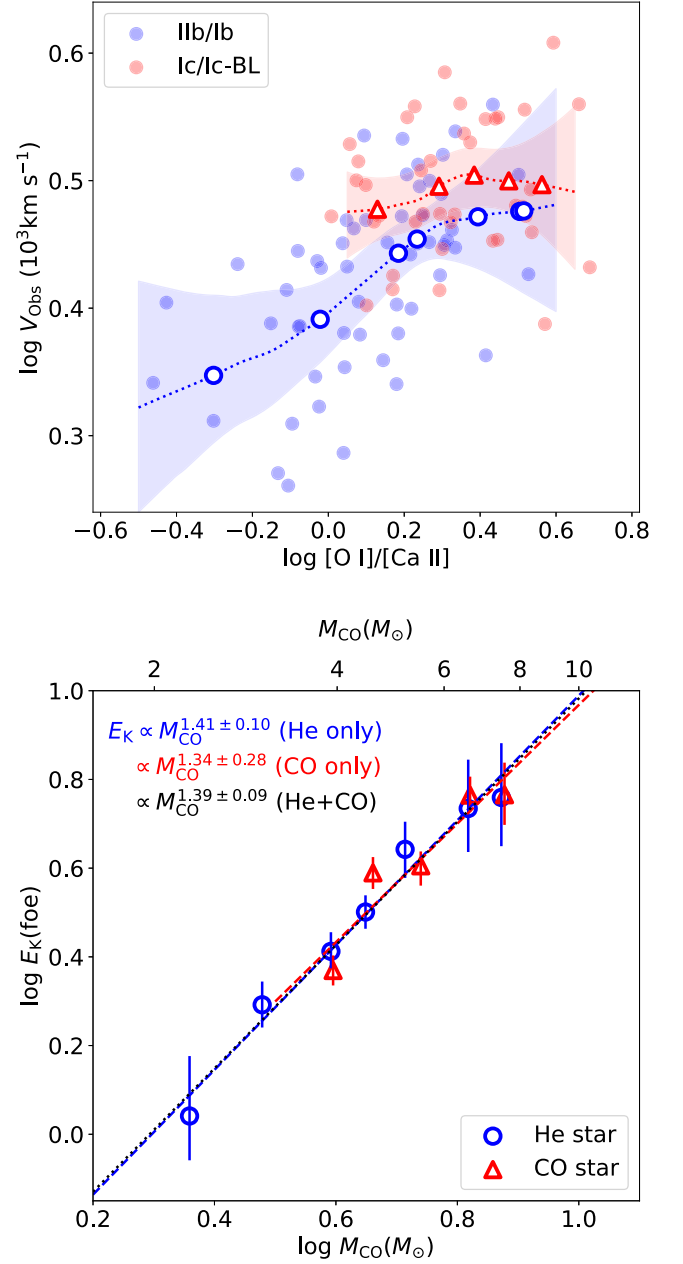 IIb/Ib
Ic/Ic-BL
0.6
0.5
0.4
0.3
log V_Obs (10^3 km s^−1)
−0.6 −0.4 −0.2 0.0 0.2 0.4 0.6 0.8
log [O I]/[Ca II]
M_CO(M_⊙)
2 4 6 8 10
E_K ∝ M_CO^1.41 ± 0.10 (He only)
∝ M_CO^1.34 ± 0.28 (CO only)
∝ M_CO^1.39 ± 0.09 (He+CO)
1.0
0.8
0.6
0.4
0.2
0.0
log E_K(foe)
He star
CO star
0.2 0.4 0.6 0.8 1.0
log M_CO(M_⊙)